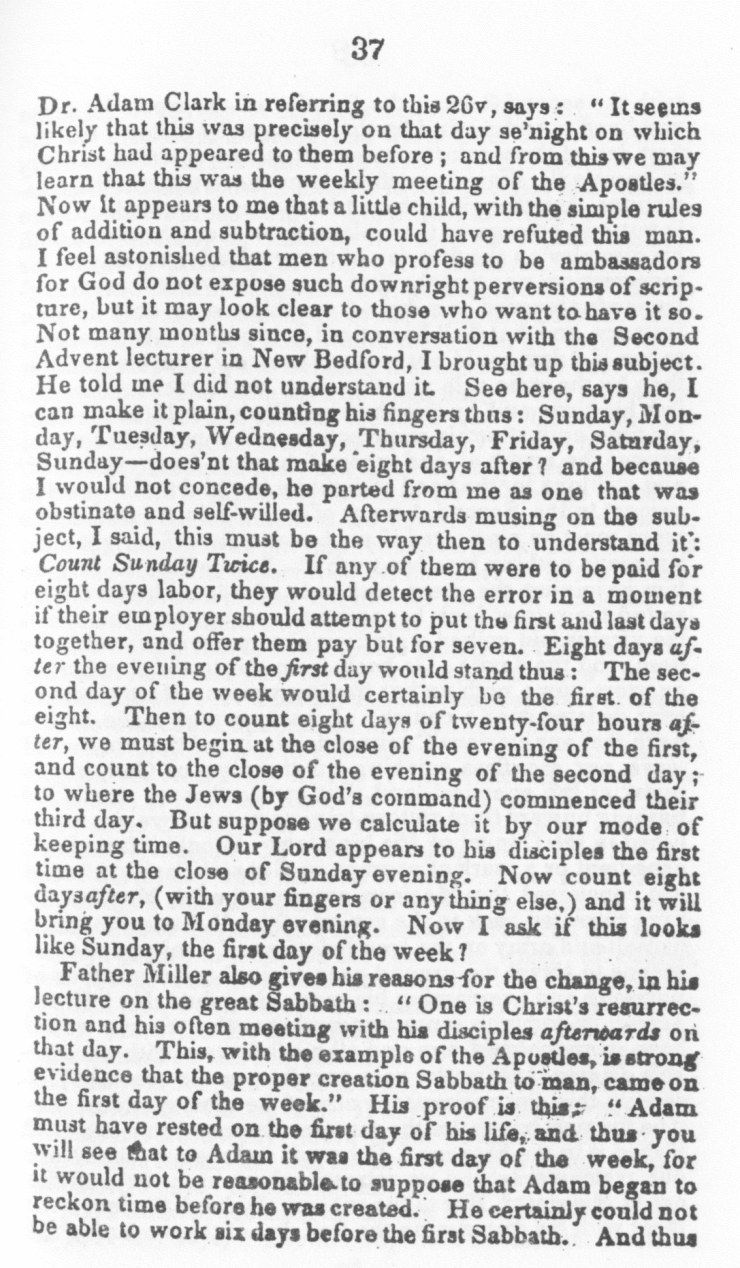 37
Dr. Adam Clark in referring to this 26v, says: "It seems
likely that this was precisely on that day se'night on which
Christ had appeared to them before; and from this we may
learn that this was the weekly meeting of the Apostles."
Now it appears to me that a little child, with the simple rules
of addition and subtraction, could have refuted this man.
I feel astonished that men who profess to be ambassadors
for God do not expose such downright perversions of scrip-
ture, but it may look clear to those who want to have it so.
Not many months since, in conversation with the Second
Advent lecturer in New Bedford, I brought up this subject.
He told me I did not understand it. See here, says he, I
can make it plain, counting his fingers thus: Sunday, Mon-
day, Tuesday, Wednesday, Thursday, Friday, Saturday,
Sunday—does'nt that make eight days after? and because
I would not concede, he parted from me as one that was
obstinate and self-willed. Afterwards musing on the sub-
ject, I said, this must be the way then to understand it:
Count Sunday Twice. If any of them were to be paid for
eight days labor, they would detect the error in a moment
if their employer should attempt to put the first and last days
together, and offer them pay but for seven. Eight days af-
ter the evening of the first day would stand thus: The sec-
ond day of the week would certainly be the first of the
eight. Then to count eight days of twenty-four hours af-
ter, we must begin at the close of the evening of the first,
and count to the close of the evening of the second day;
to where the Jews (by God's command) commenced their
third day. But suppose we calculate it by our mode of
keeping time. Our Lord appears to his disciples the first
time at the close of Sunday evening. Now count eight
days after, (with your fingers or any thing else,) and it will
bring you to Monday evening. Now I ask if this looks
like Sunday, the first day of the week?
Father Miller also gives his reasons for the change, in his
lecture on the great Sabbath: "One is Christ's resurrec-
tion and his often meeting with his disciples afterwards on
that day. This, with the example of the Apostles, is strong
evidence that the proper creation Sabbath to man, came on
the first day of the week." His proof is this: "Adam
must have rested on the first day of his life, and thus you
will see that to Adam it was the first day of the week, for
it would not be reasonable to suppose that Adam began to
reckon time before he was created. He certainly could not
be able to work six days before the first Sabbath. And thus